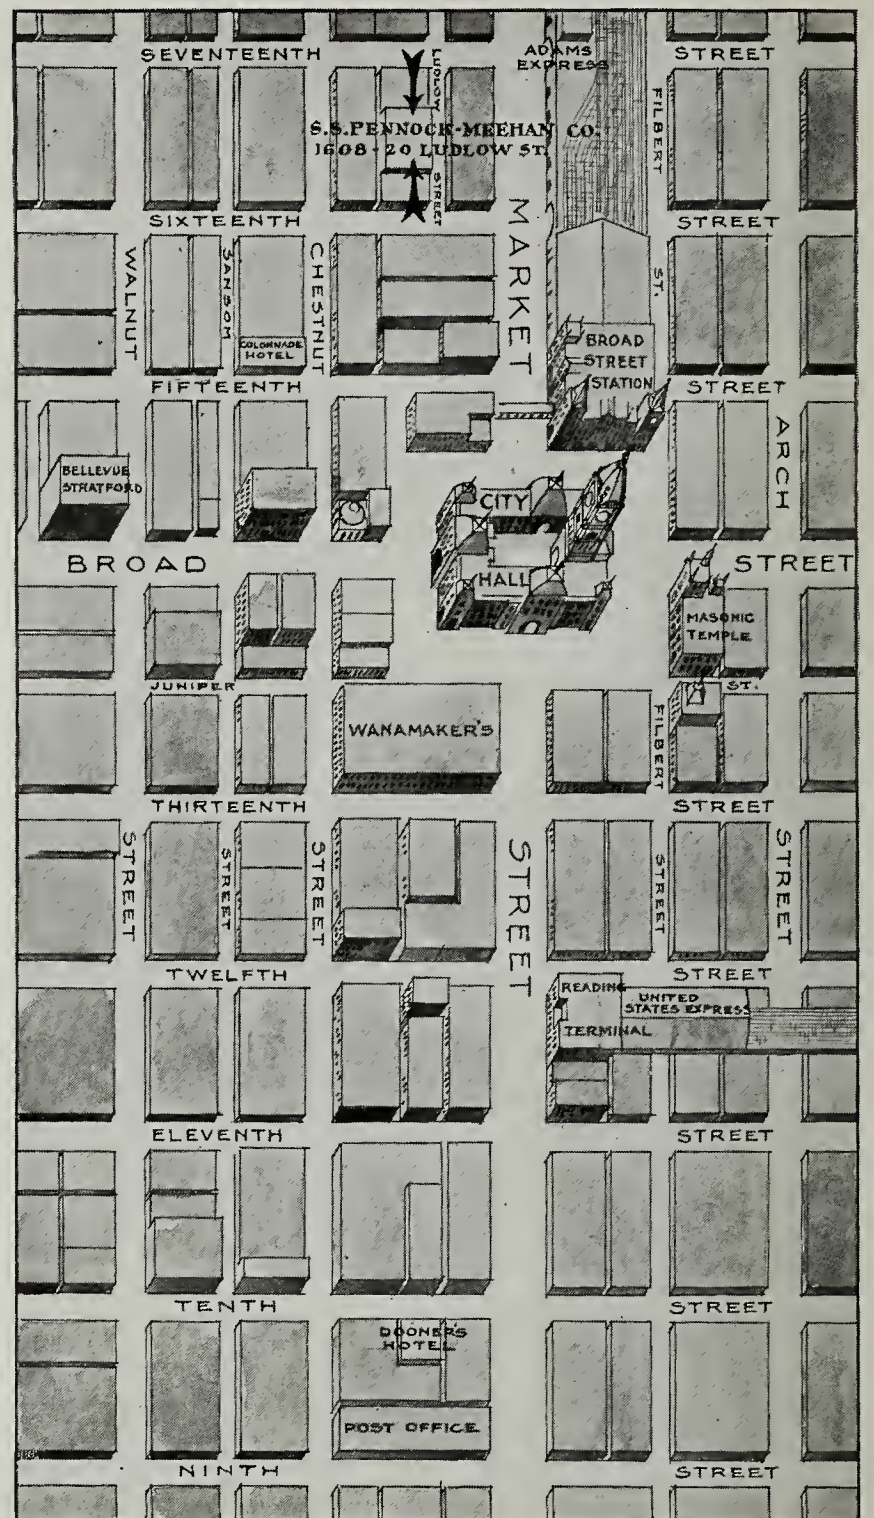 SEVENTEENTH STREET
ADAMS
EXPRESS
LUDLOW
STREET
S.S. PENNOCK-MEEHAN CO.
1608-20 LUDLOW ST.
FILBERT
ST.
SIXTEENTH STREET
WALNUT
SANSOM
CHESTNUT
MARKET
COLONNADE
HOTEL
BROAD
STREET
STATION
FIFTEENTH STREET
ARCH
BELLEVUE
STRATFORD
CITY
HALL
BROAD STREET
MASONIC
TEMPLE
JUNIPER ST.
WANAMAKER'S
FILBERT
THIRTEENTH STREET
STREET
STREET
STREET
STREET
STREET
STREET
TWELFTH STREET
READING
TERMINAL
UNITED
STATES EXPRESS
ELEVENTH STREET
TENTH STREET
DOONER'S
HOTEL
POST OFFICE
NINTH STREET